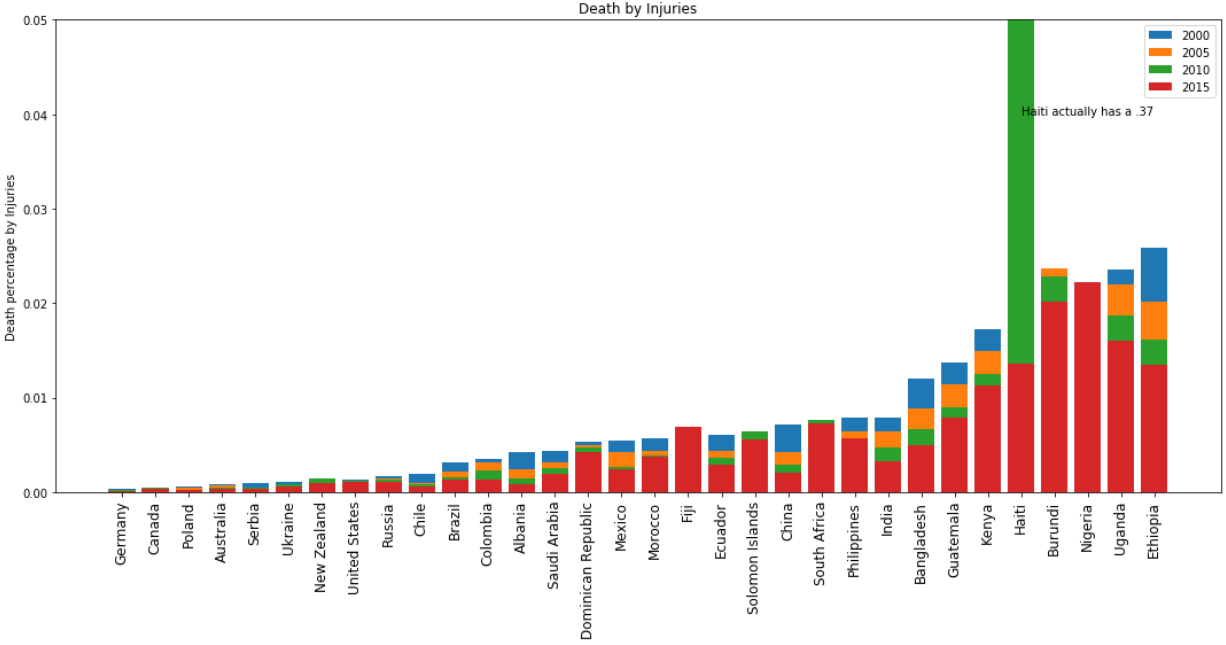 Death by Injuries
0.05
0.04
0.03
0.02
0.01
0.00
Death percentage by Injuries
2000
2005
2010
2015
Haiti actually has a .37
Germany
Canada
Poland
Australia
Serbia
Ukraine
New Zealand
United States
Russia
Chile
Brazil
Colombia
Albania
Saudi Arabia
Dominican Republic
Mexico
Morocco
Fiji
Ecuador
Solomon Islands
China
South Africa
Philippines
India
Bangladesh
Guatemala
Kenya
Haiti
Burundi
Nigeria
Uganda
Ethiopia